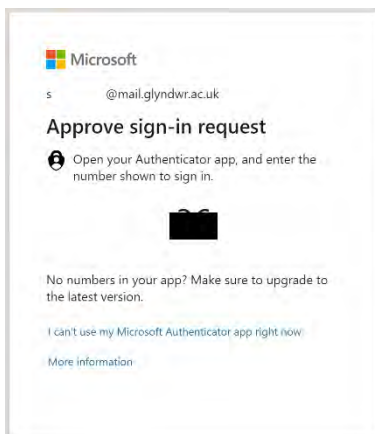 Microsoft
s @mail.glyndwr.ac.uk
Approve sign-in request
Open your Authenticator app, and enter the
number shown to sign in.
No numbers in your app? Make sure to upgrade to
the latest version.
I can't use my Microsoft Authenticator app right now
More information